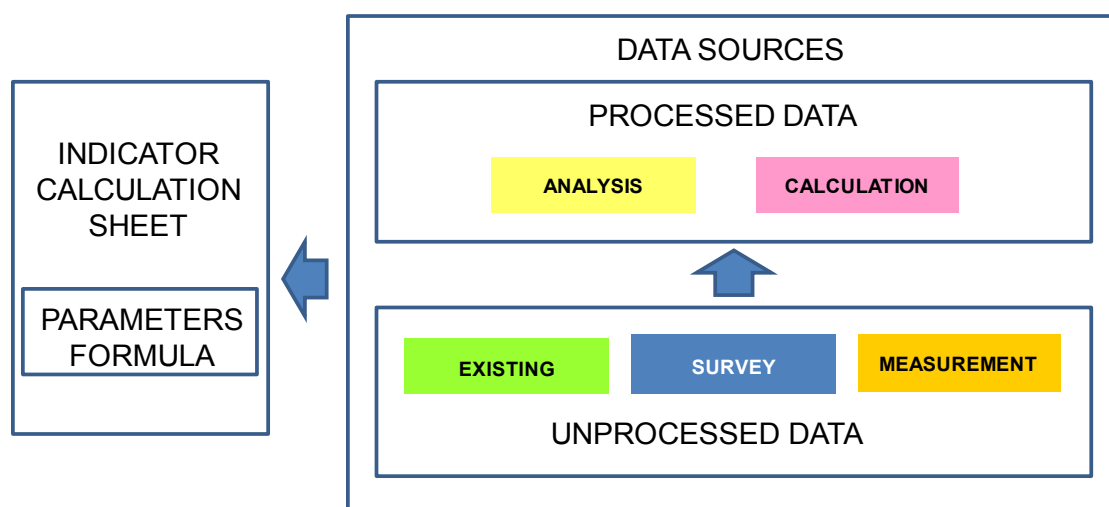 INDICATOR
CALCULATION
SHEET
PARAMETERS
FORMULA
DATA SOURCES
PROCESSED DATA
ANALYSIS
CALCULATION
EXISTING
SURVEY
MEASUREMENT
UNPROCESSED DATA